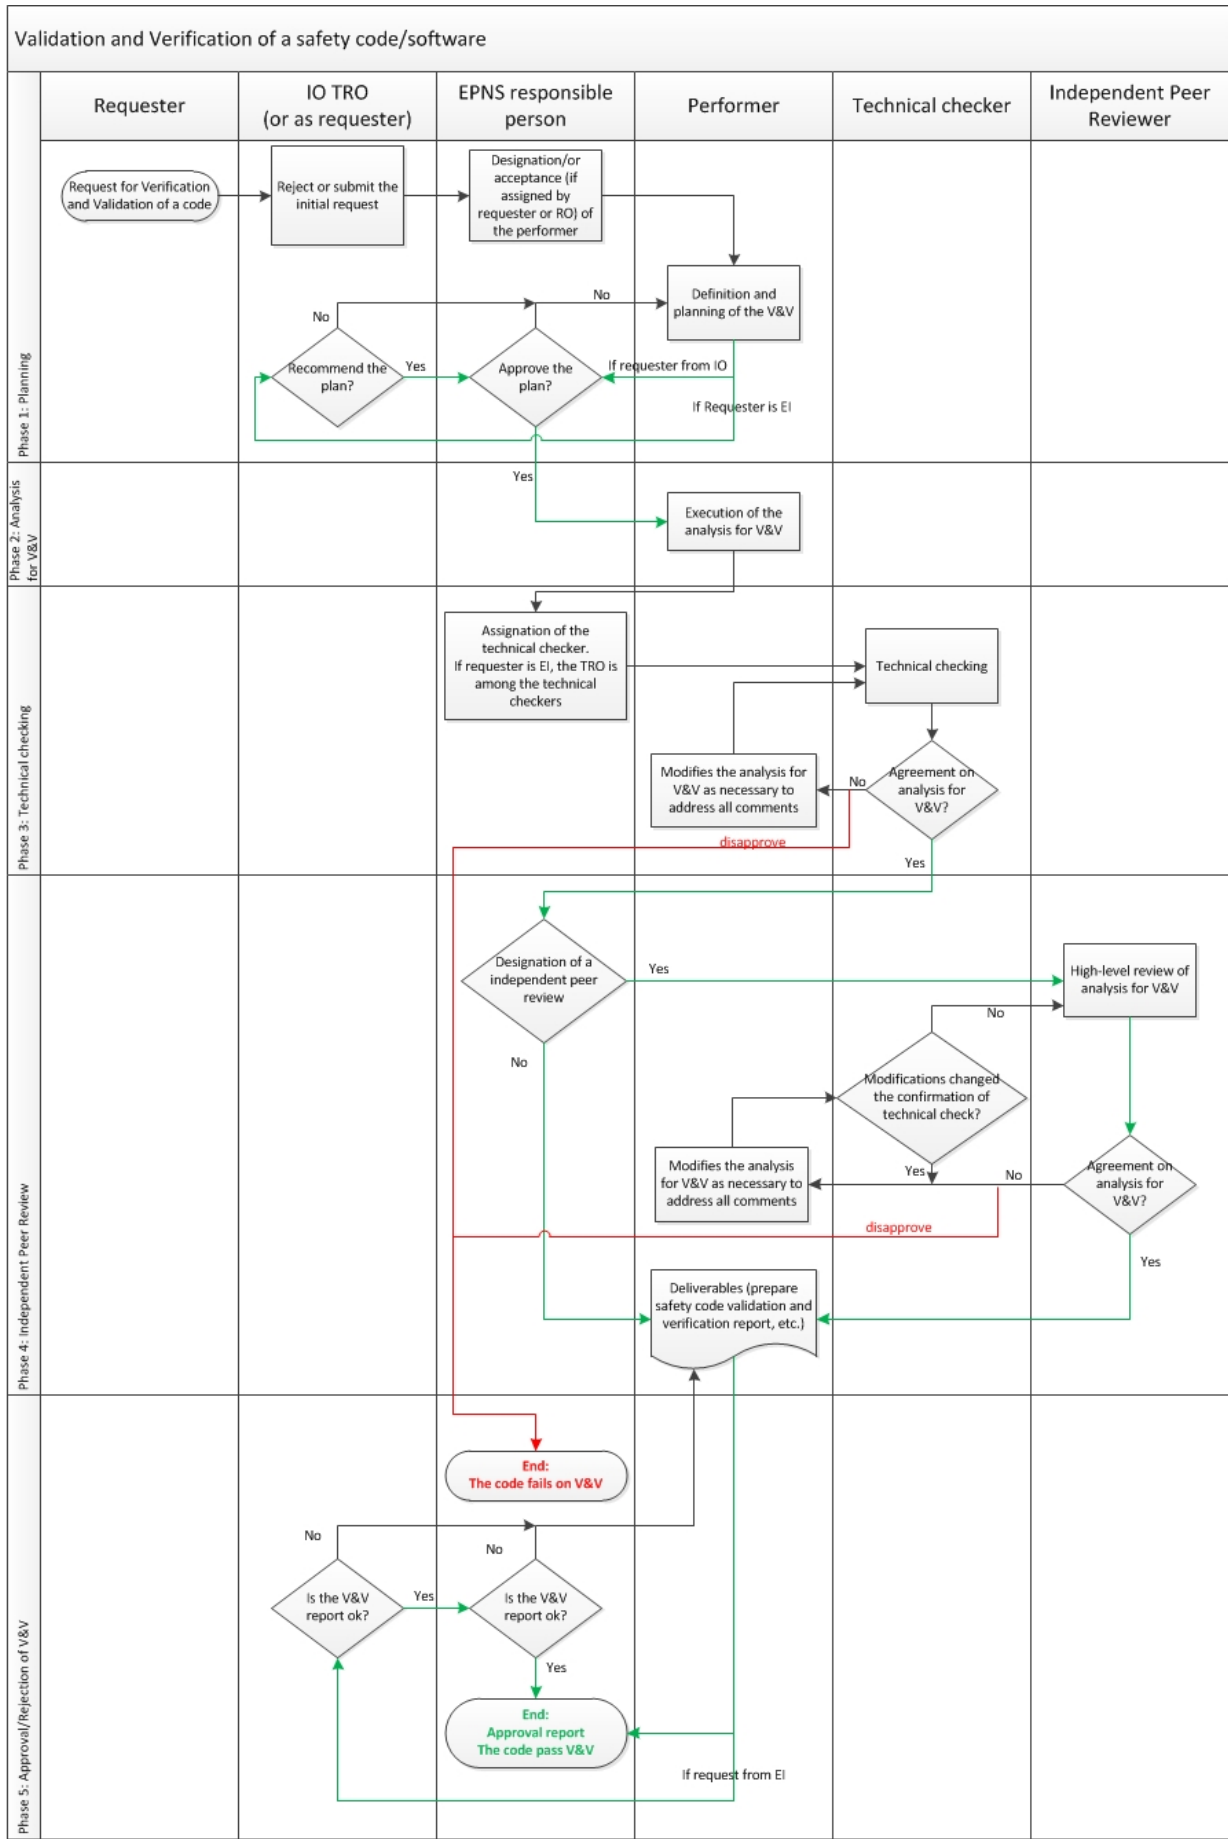 Validation and Verification of a safety code/software
Requester
IO TRO
(or as requester)
EPNS responsible
person
Performer
Technical checker
Independent Peer
Reviewer
Phase 1: Planning
Request for Verification
and Validation of a code
Reject or submit the
initial request
Designation/or
acceptance (if
assigned by
requester or RO) of
the performer
Definition and
planning of the V&V
No
No
Recommend the
plan?
Yes
Approve the
plan?
If requester from IO
If Requester is EI
Yes
Phase 2: Analysis
for V&V
Execution of the
analysis for V&V
Phase 3: Technical checking
Assignation of the
technical checker.
If requester is EI, the TRO is
among the technical
checkers
Technical checking
Modifies the analysis for
V&V as necessary to
address all comments
No
Agreement on
analysis for
V&V?
disapprove
Yes
Phase 4: Independent Peer Review
Designation of a
independent peer
review
Yes
High-level review of
analysis for V&V
No
No
Modifications changed
the confirmation of
technical check?
Modifies the analysis
for V&V as necessary to
address all comments
Yes
No
Agreement on
analysis for
V&V?
disapprove
Yes
Deliverables (prepare
safety code validation and
verification report, etc.)
Phase 5: Approval/Rejection of V&V
End:
The code fails on V&V
No
No
Is the V&V
report ok?
Yes
Is the V&V
report ok?
Yes
End:
Approval report
The code pass V&V
If request from EI